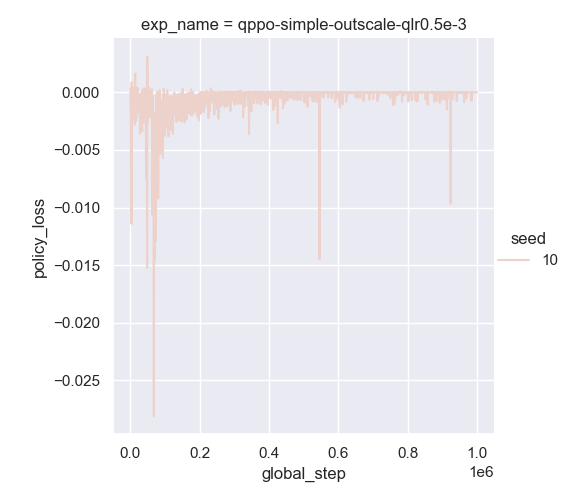 exp_name = qppo-simple-outscale-qlr0.5e-3
0.000
−0.005
−0.010
−0.015
−0.020
−0.025
policy_loss
0.0 0.2 0.4 0.6 0.8 1.0
1e6
global_step
seed
10